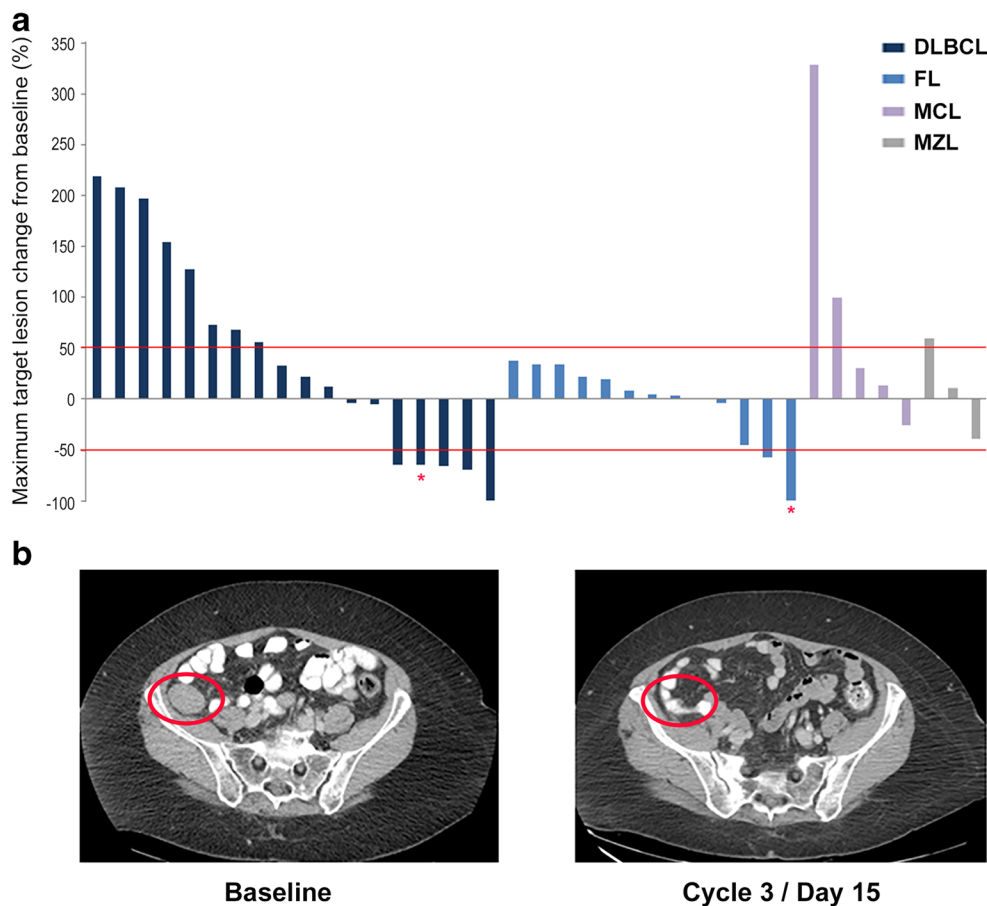 a
Maximum target lesion change from baseline (%)
350
300
250
200
150
100
50
0
-50
-100
DLBCL
FL
MCL
MZL
*
*
b
Baseline
Cycle 3 / Day 15